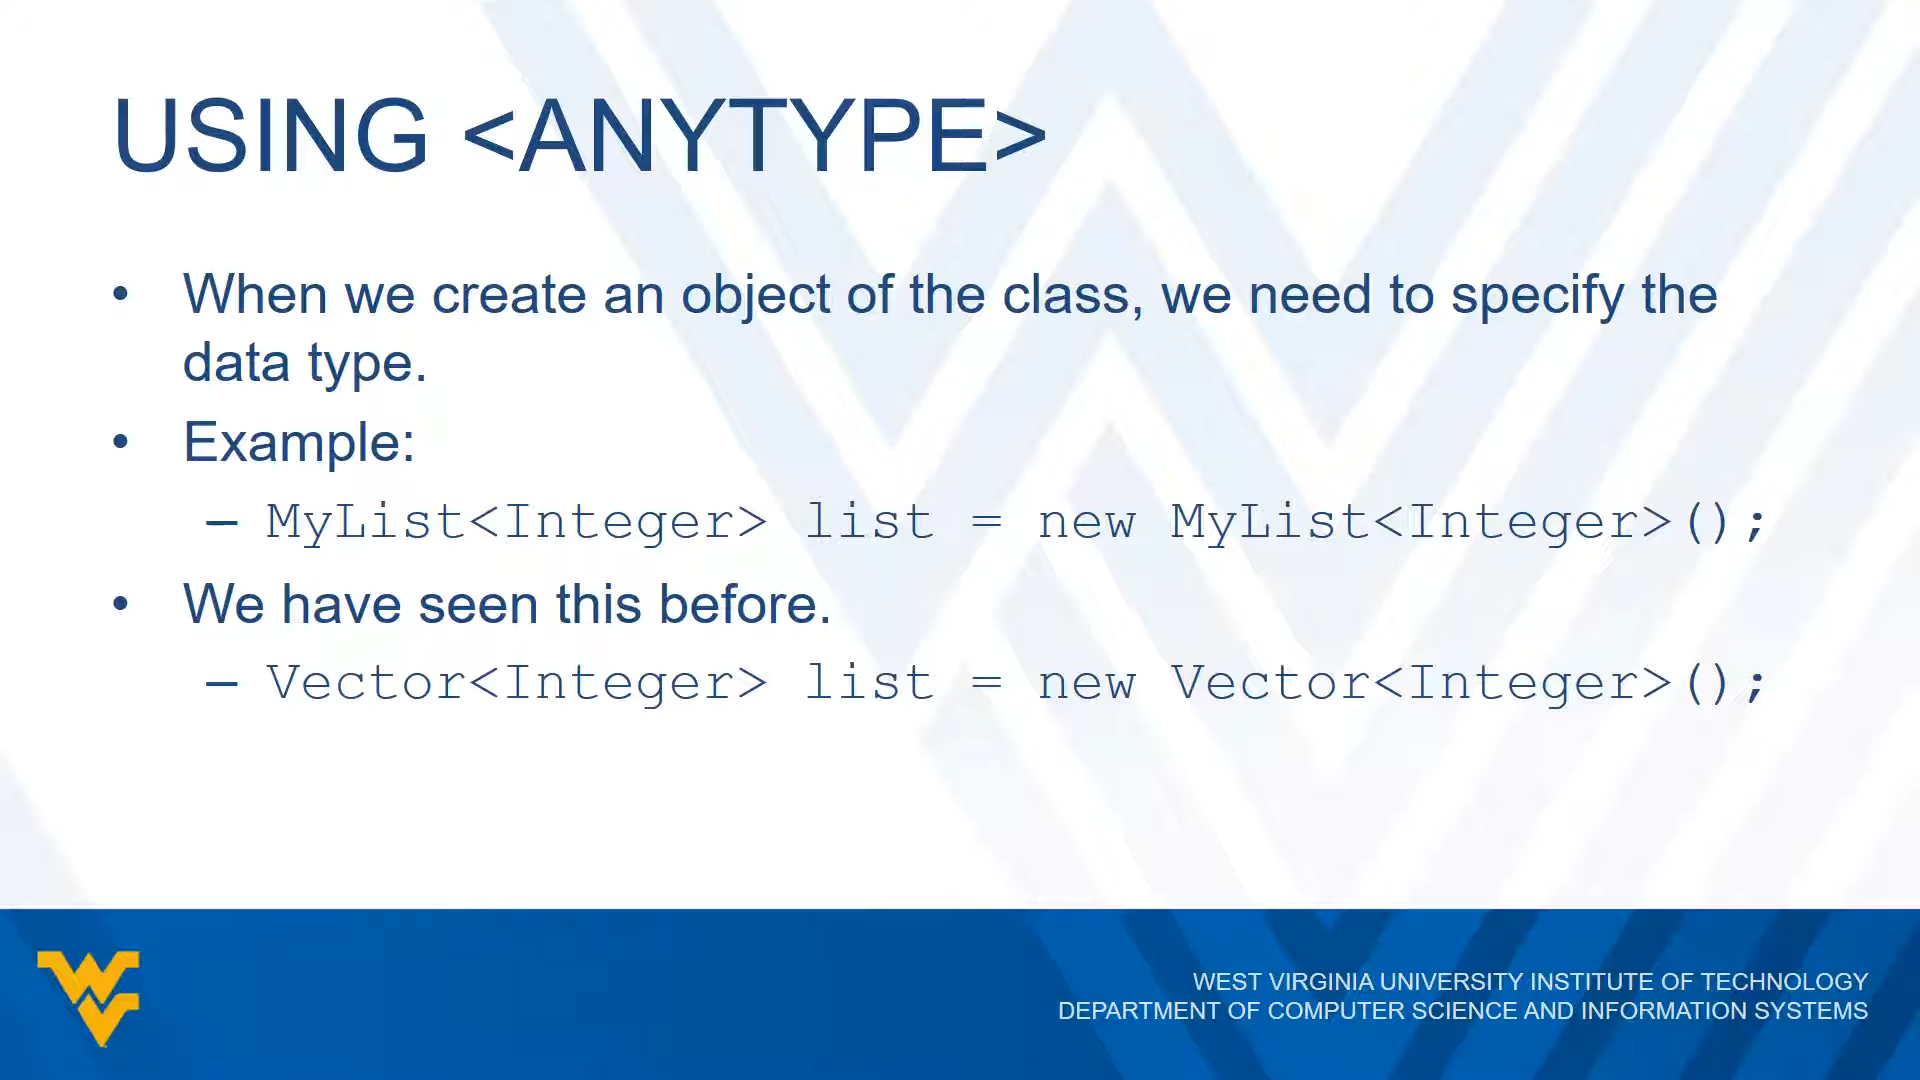 USING <ANYTYPE>
• When we create an object of the class, we need to specify the
data type.
• Example:
– MyList<Integer> list = new MyList<Integer>();
• We have seen this before.
– Vector<Integer> list = new Vector<Integer>();
WEST VIRGINIA UNIVERSITY INSTITUTE OF TECHNOLOGY
DEPARTMENT OF COMPUTER SCIENCE AND INFORMATION SYSTEMS